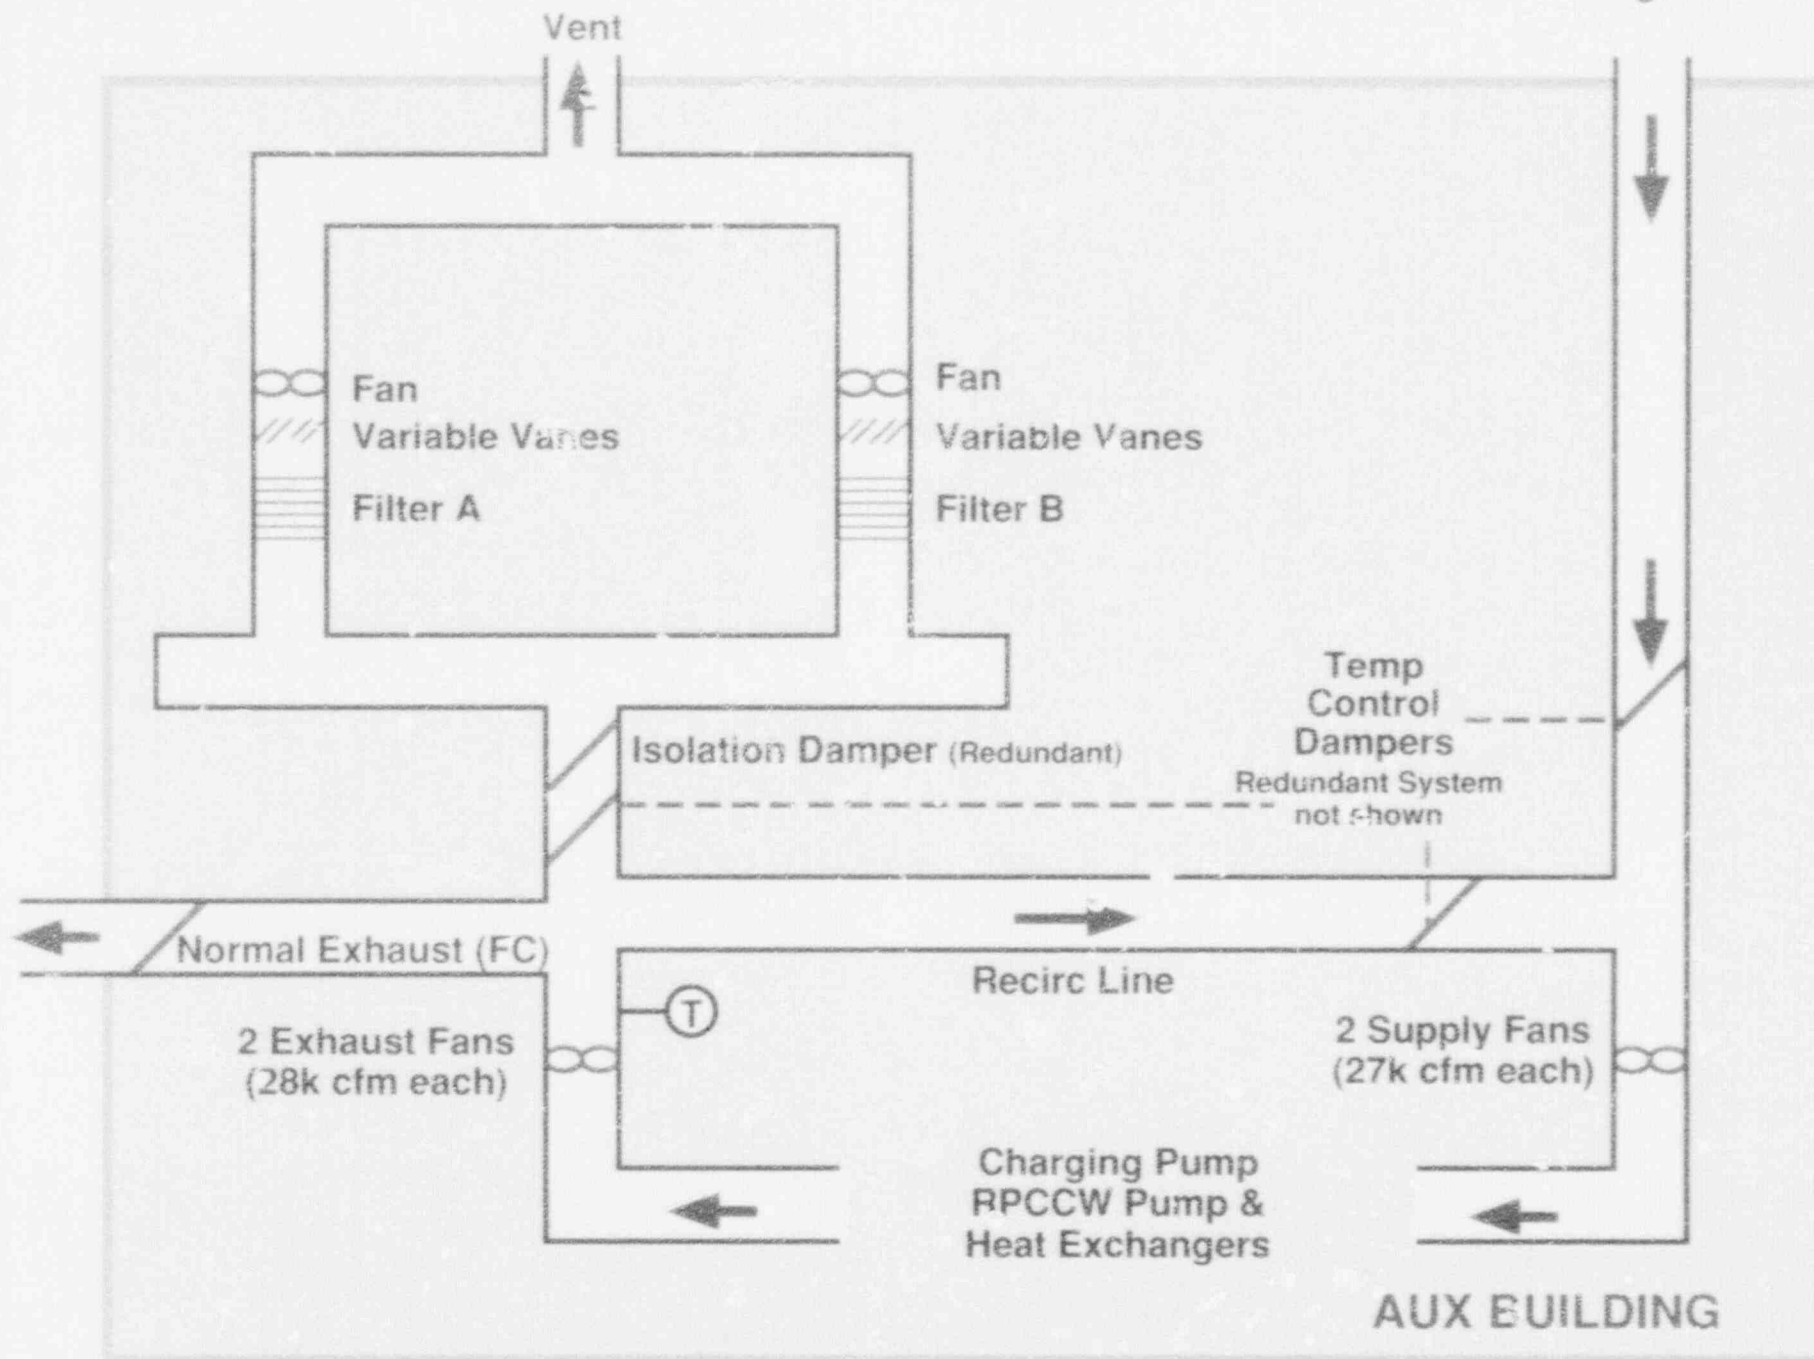 Vent
Fan
Variable Vanes
Filter A
Fan
Variable Vanes
Filter B
Temp
Control
Dampers
Redundant System
not shown
Isolation Damper (Redundant)
Normal Exhaust (FC)
Recirc Line
T
2 Exhaust Fans
(28k cfm each)
2 Supply Fans
(27k cfm each)
Charging Pump
RPCCW Pump &
Heat Exchangers
AUX BUILDING